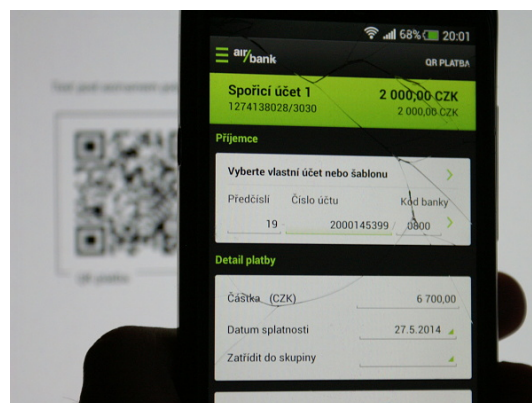 68% 20:01
air/bank QR PLATBA
Spořicí účet 1 2 000,00 CZK
1274138028/3030 2 000,00 CZK
Příjemce
Vyberte vlastní účet nebo šablonu
Předčíslí Číslo účtu Kód banky
19 - 2000145399 / 0800
Detail platby
Částka (CZK) 6 700,00
Datum splatnosti 27.5.2014
Zatřídit do skupiny
QR platba